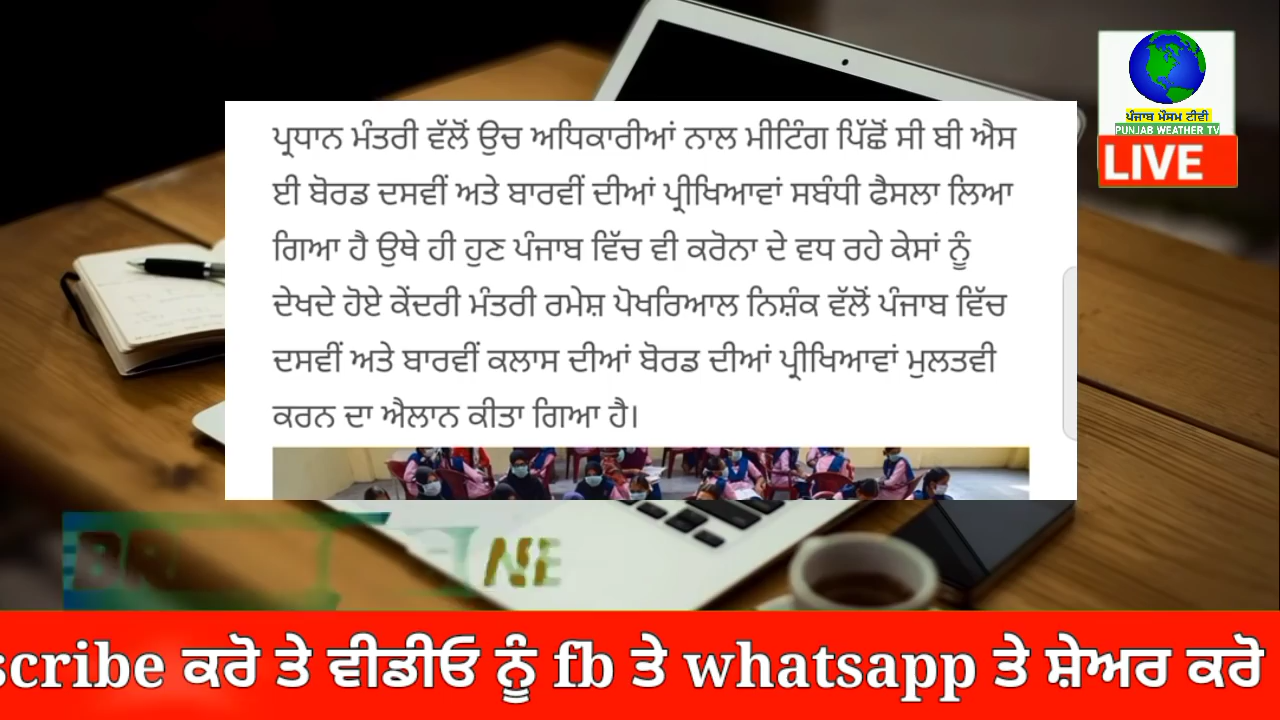 ਪ੍ਰਧਾਨ ਮੰਤਰੀ ਵੱਲੋਂ ਉਚ ਅਧਿਕਾਰੀਆਂ ਨਾਲ ਮੀਟਿੰਗ ਪਿੱਛੋਂ ਸੀ ਬੀ ਐਸ
ਈ ਬੋਰਡ ਦਸਵੀਂ ਅਤੇ ਬਾਰਵੀਂ ਦੀਆਂ ਪ੍ਰੀਖਿਆਵਾਂ ਸਬੰਧੀ ਫੈਸਲਾ ਲਿਆ
ਗਿਆ ਹੈ ਉਥੇ ਹੀ ਹੁਣ ਪੰਜਾਬ ਵਿੱਚ ਵੀ ਕਰੋਨਾ ਦੇ ਵਧ ਰਹੇ ਕੇਸਾਂ ਨੂੰ
ਦੇਖਦੇ ਹੋਏ ਕੇਂਦਰੀ ਮੰਤਰੀ ਰਮੇਸ਼ ਪੋਖਰਿਆਲ ਨਿਸ਼ੰਕ ਵੱਲੋਂ ਪੰਜਾਬ ਵਿੱਚ
ਦਸਵੀਂ ਅਤੇ ਬਾਰਵੀਂ ਕਲਾਸ ਦੀਆਂ ਬੋਰਡ ਦੀਆਂ ਪ੍ਰੀਖਿਆਵਾਂ ਮੁਲਤਵੀ
ਕਰਨ ਦਾ ਐਲਾਨ ਕੀਤਾ ਗਿਆ ਹੈ।
ਪੰਜਾਬ ਮੌਸਮ ਟੀਵੀ
PUNJAB WEATHER TV
LIVE
scribe ਕਰੋ ਤੇ ਵੀਡੀਓ ਨੂੰ fb ਤੇ whatsapp ਤੇ ਸ਼ੇਅਰ ਕਰੋ